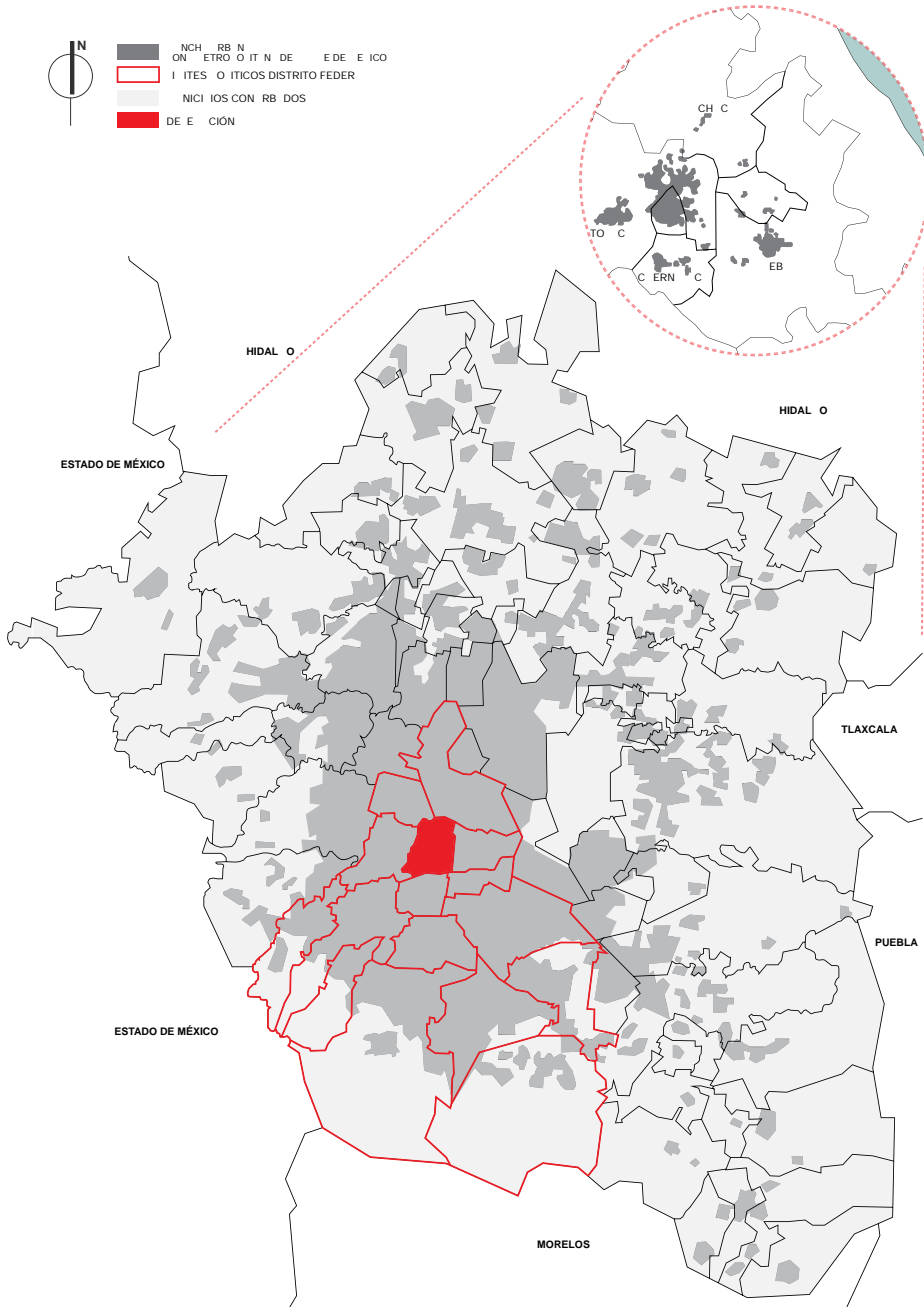 N
NCH RB N
ON ETRO O IT N DE E DE E ICO
I ITES O ITICOS DISTRITO FEDER
NICI IOS CON RB DOS
DE E CIÓN
CH C
TO C
C ERN C
EB
HIDAL O
HIDAL O
ESTADO DE MÉXICO
TLAXCALA
PUEBLA
ESTADO DE MÉXICO
MORELOS